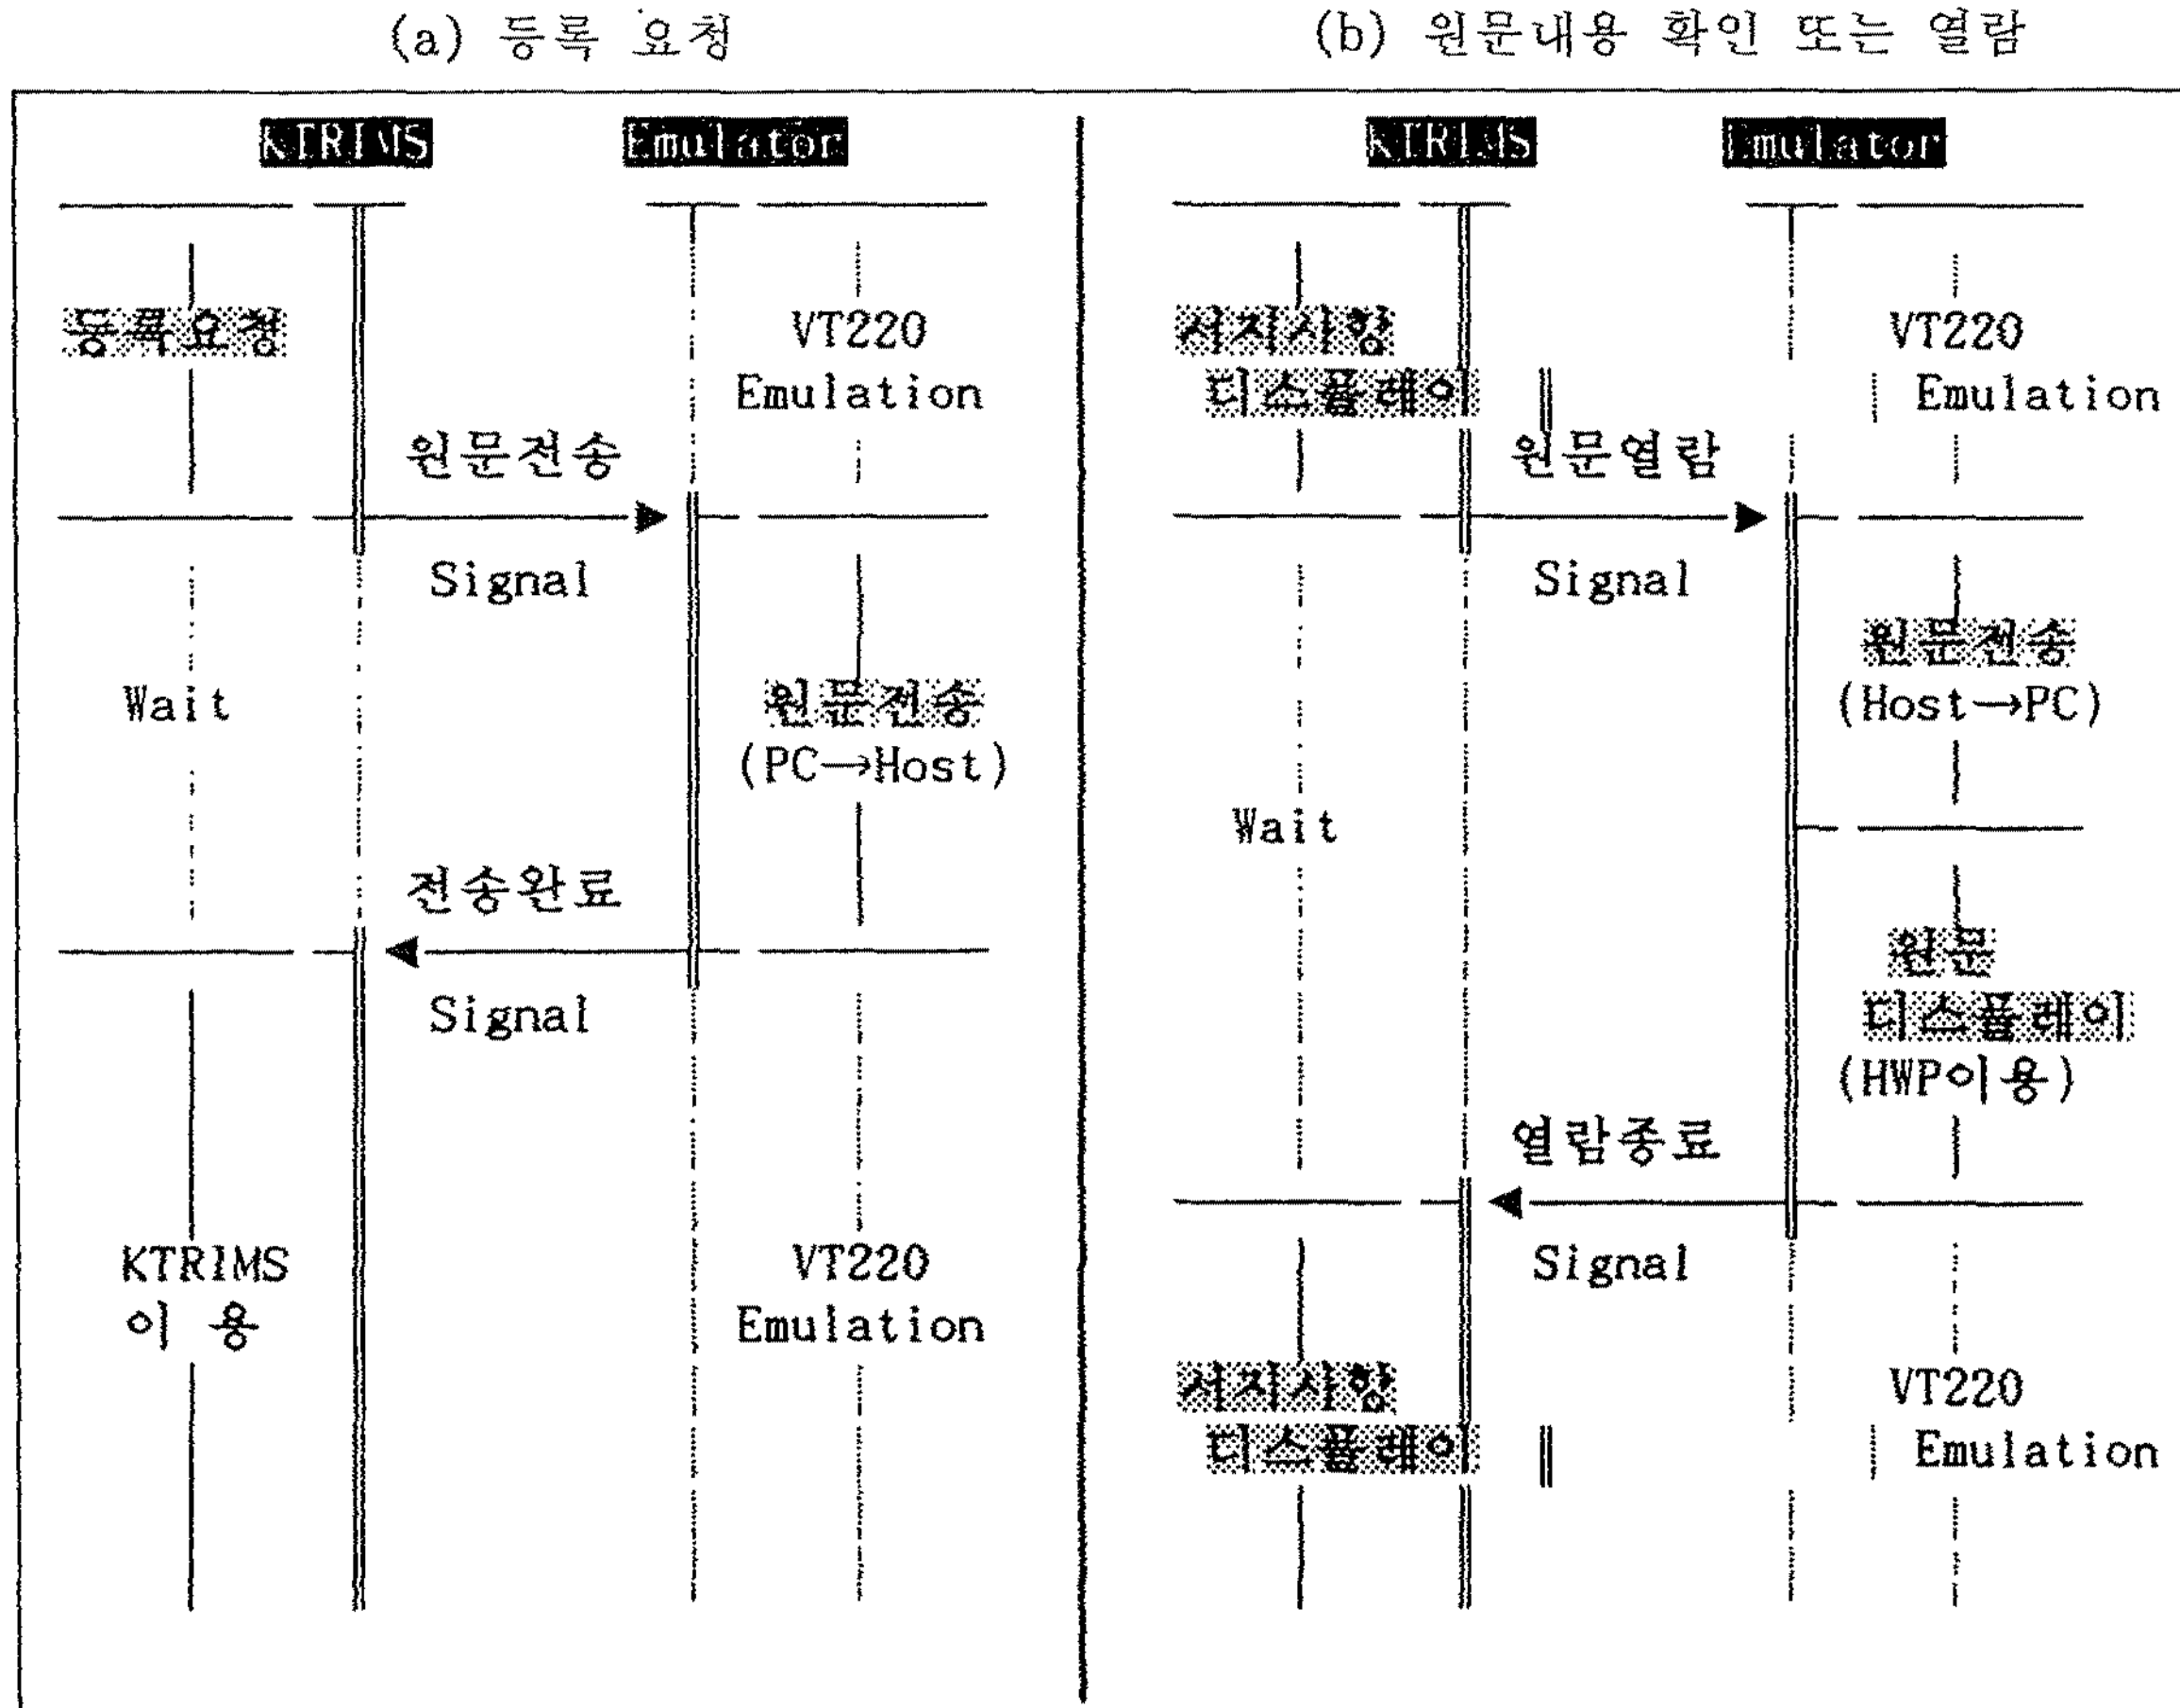 (a) 등록 요청
KTRIMS Emulator
등록요청
VT220
Emulation
원문전송
Signal
Wait
원문전송
(PC→Host)
전송완료
Signal
KTRIMS
이 용
VT220
Emulation
(b) 원문내용 확인 또는 열람
KTRIMS Emulator
서지사항
디스플레이
VT220
Emulation
원문열람
Signal
원문전송
(Host→PC)
Wait
원문
디스플레이
(HWP이용)
열람종료
Signal
서지사항
디스플레이
VT220
Emulation